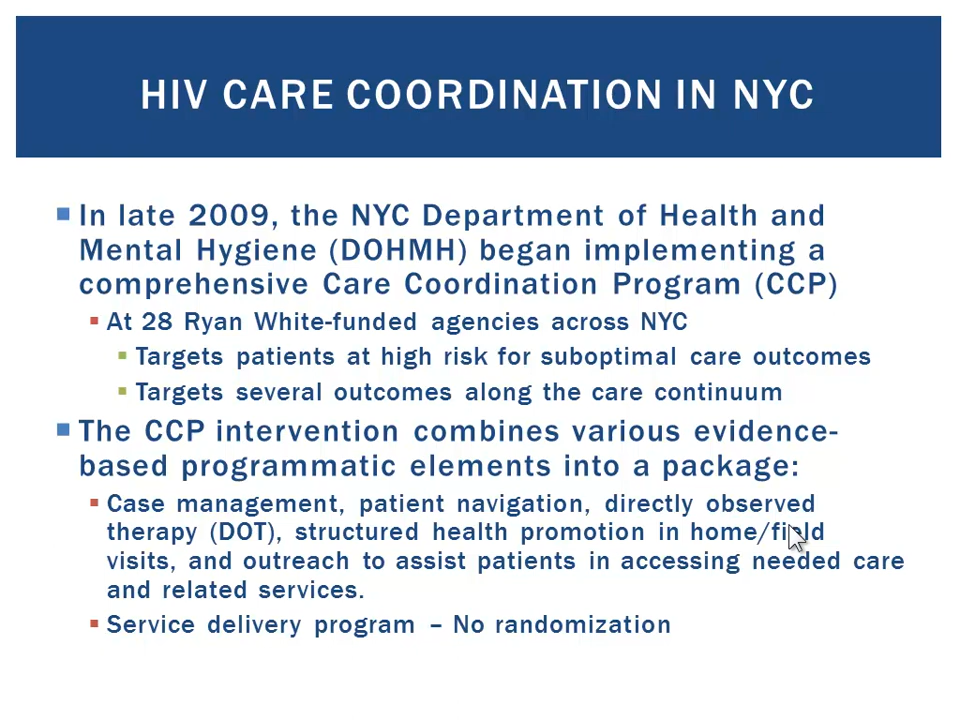 HIV CARE COORDINATION IN NYC
In late 2009, the NYC Department of Health and
Mental Hygiene (DOHMH) began implementing a
comprehensive Care Coordination Program (CCP)
At 28 Ryan White-funded agencies across NYC
Targets patients at high risk for suboptimal care outcomes
Targets several outcomes along the care continuum
The CCP intervention combines various evidence-
based programmatic elements into a package:
Case management, patient navigation, directly observed
therapy (DOT), structured health promotion in home/field
visits, and outreach to assist patients in accessing needed care
and related services.
Service delivery program – No randomization